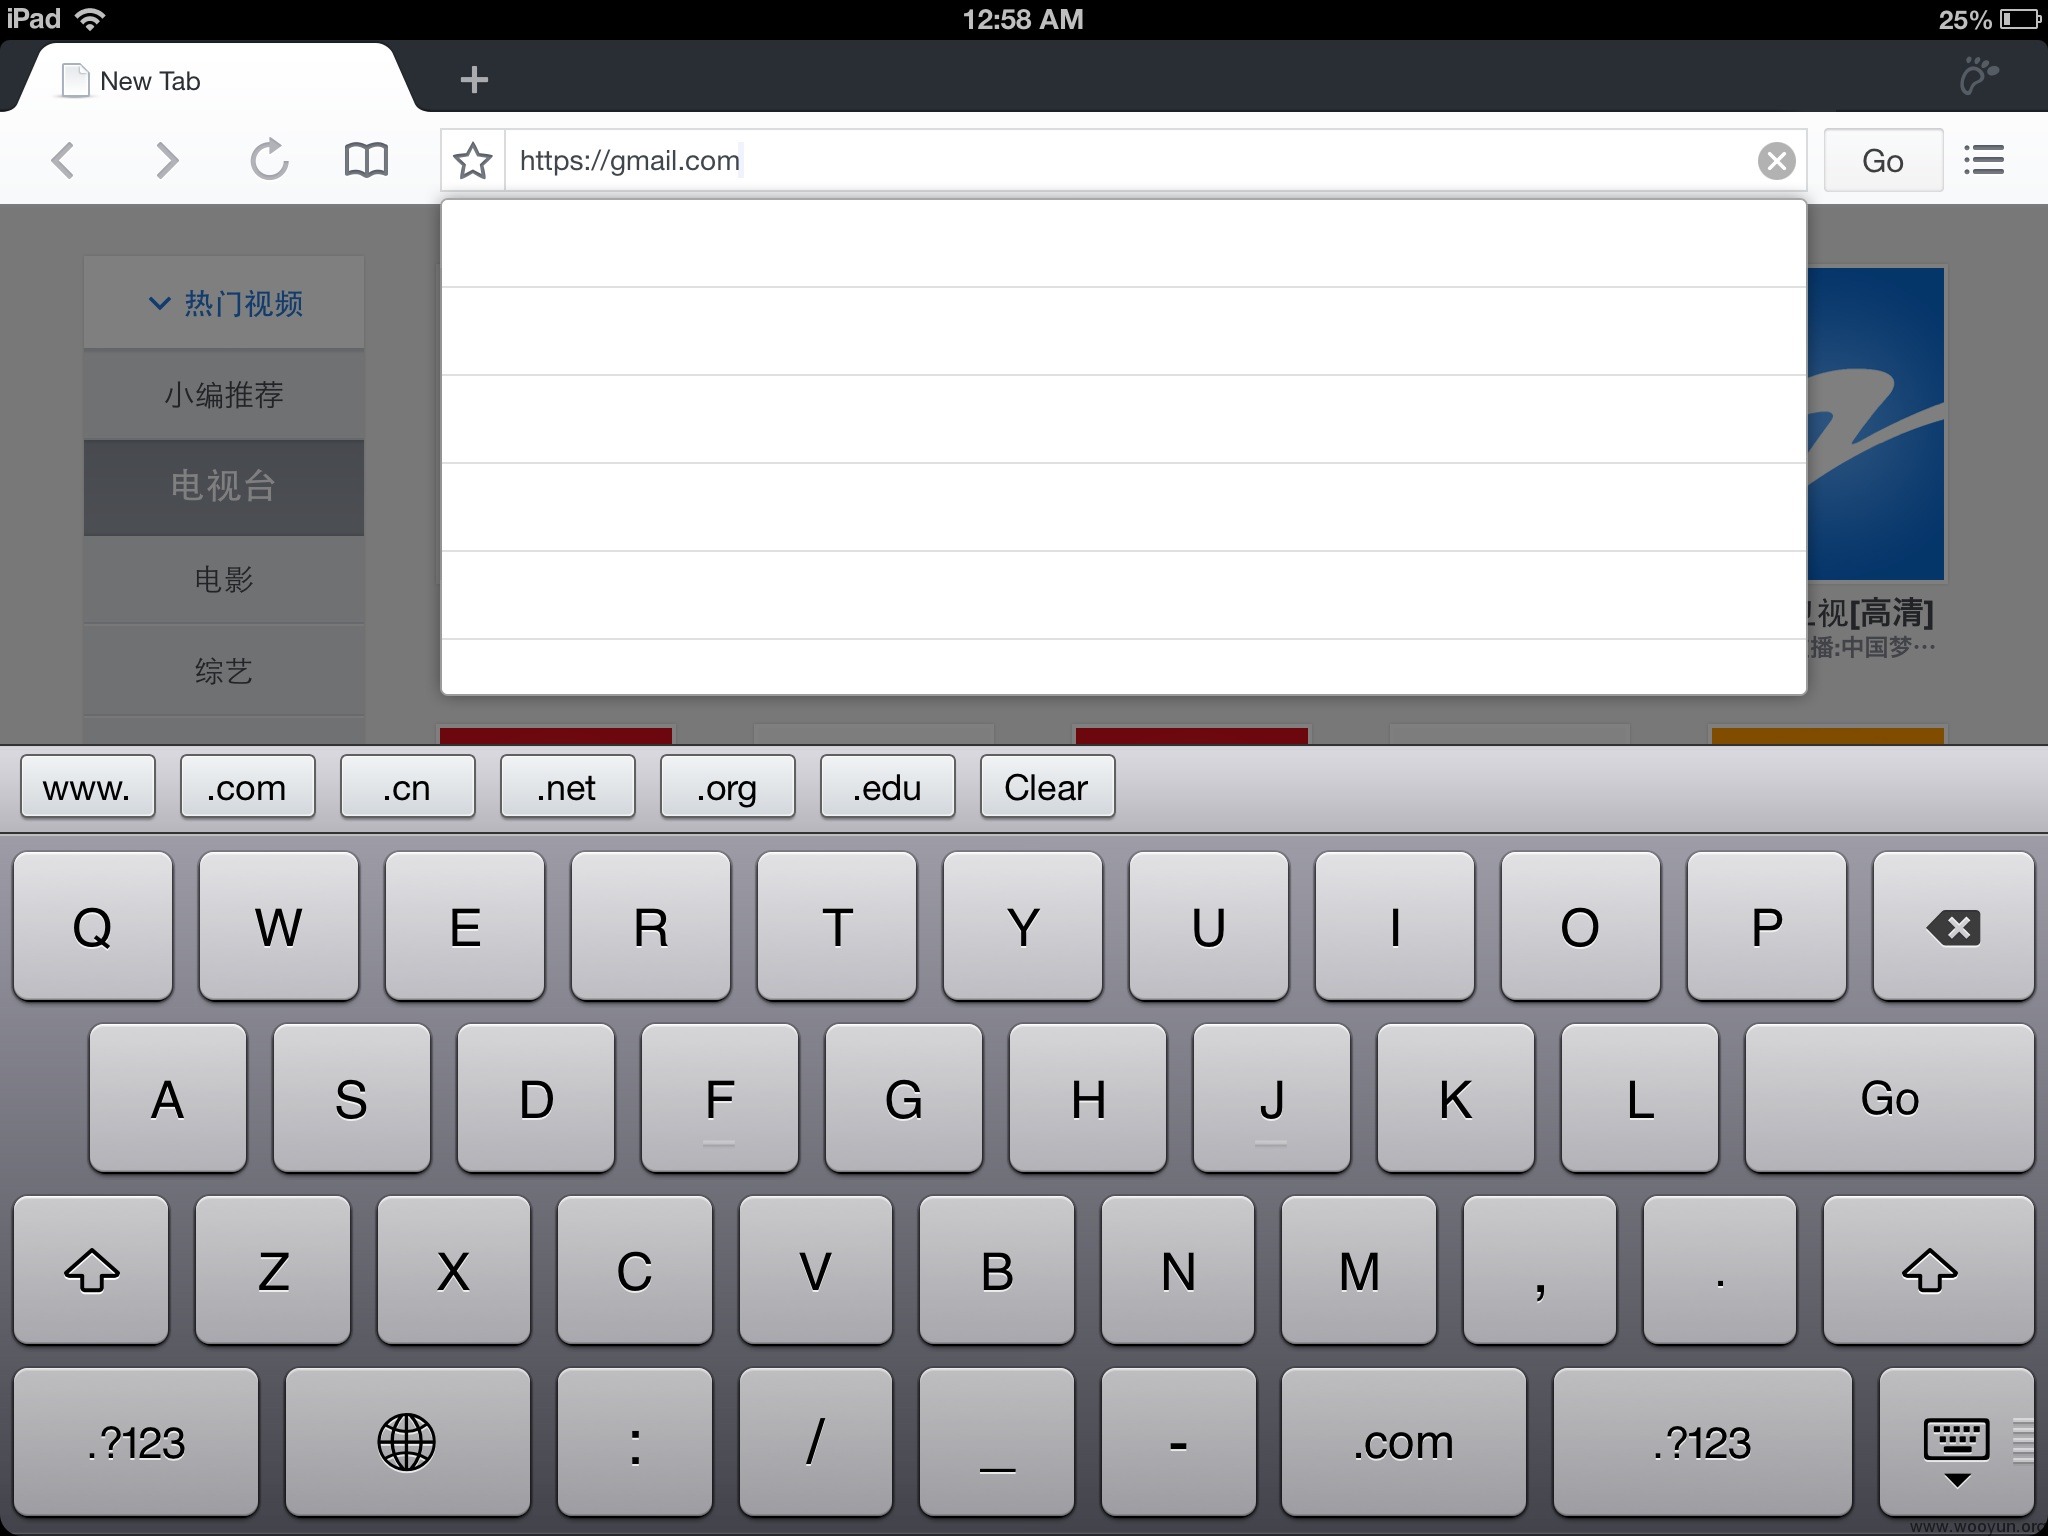 iPad 12:58 AM 25%
New Tab +
https://gmail.com Go
热门视频
小编推荐
电视台
电影
综艺
视[高清]
播:中国梦…
www. .com .cn .net .org .edu Clear
Q W E R T Y U I O P
A S D F G H J K L Go
Z X C V B N M , .
.?123 : / _ - .com .?123
www.wooyun.org